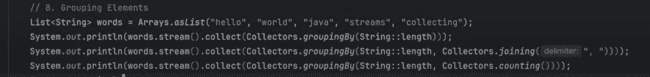 // 8. Grouping Elements
List<String> words = Arrays.asList("hello", "world", "java", "streams", "collecting");
System.out.println(words.stream().collect(Collectors.groupingBy(String::length)));
System.out.println(words.stream().collect(Collectors.groupingBy(String::length, Collectors.joining( delimiter: ", "))));
System.out.println(words.stream().collect(Collectors.groupingBy(String::length, Collectors.counting())));